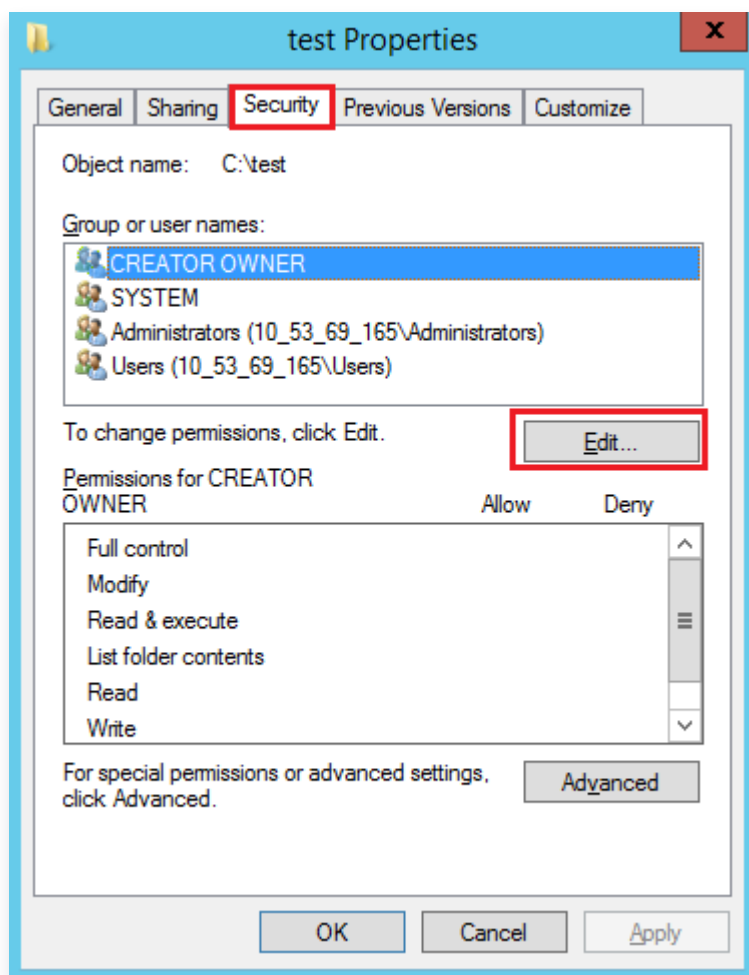 test Properties
x
General Sharing Security Previous Versions Customize
Object name: C:\test
Group or user names:
CREATOR OWNER
SYSTEM
Administrators (10_53_69_165\Administrators)
Users (10_53_69_165\Users)
To change permissions, click Edit.
Edit...
Permissions for CREATOR
OWNER Allow Deny
Full control
Modify
Read & execute
List folder contents
Read
Write
For special permissions or advanced settings,
click Advanced.
Advanced
OK Cancel Apply